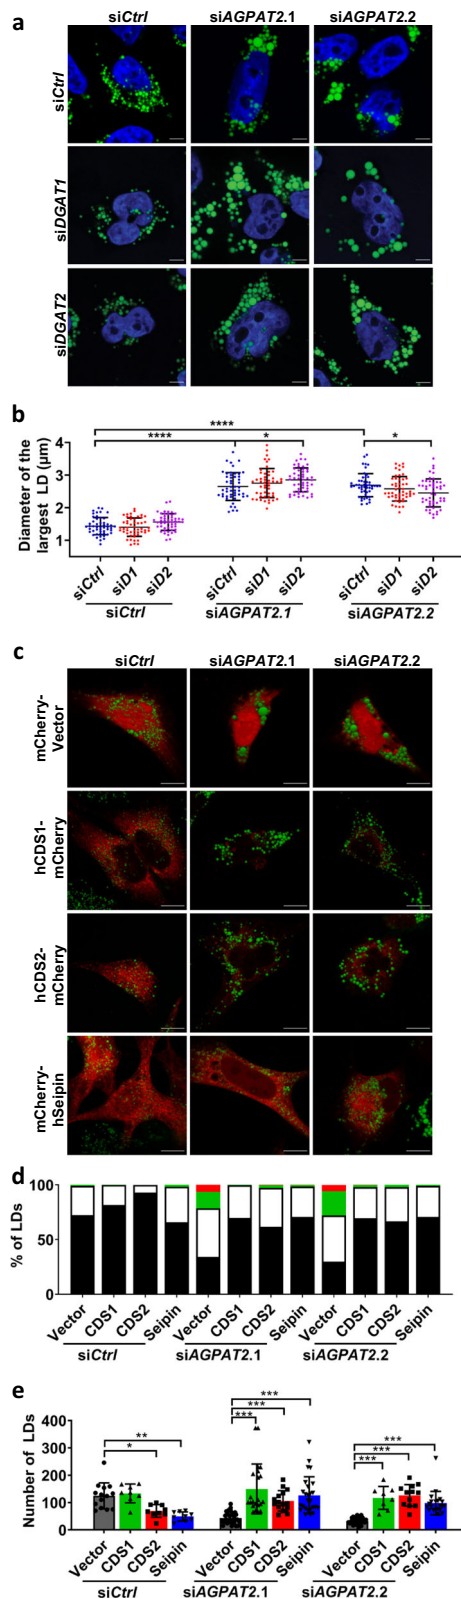 a
siCtrl siAGPAT2.1 siAGPAT2.2
siCtrl
siDGAT1
siDGAT2
b
****
**** * *
Diameter of the
largest LD (μm)
4
3
2
1
siCtrl siD1 siD2 siCtrl siD1 siD2 siCtrl siD1 siD2
siCtrl siAGPAT2.1 siAGPAT2.2
c
siCtrl siAGPAT2.1 siAGPAT2.2
mCherry-
Vector
hCDS1-
mCherry
hCDS2-
mCherry
mCherry-
hSeipin
d
% of LDs
100
50
0
Vector CDS1 CDS2 Seipin Vector CDS1 CDS2 Seipin Vector CDS1 CDS2 Seipin
siCtrl siAGPAT2.1 siAGPAT2.2
e
Number of LDs
400
300
200
100
0
**
*
***
***
***
***
***
***
Vector CDS1 CDS2 Seipin Vector CDS1 CDS2 Seipin Vector CDS1 CDS2 Seipin
siCtrl siAGPAT2.1 siAGPAT2.2